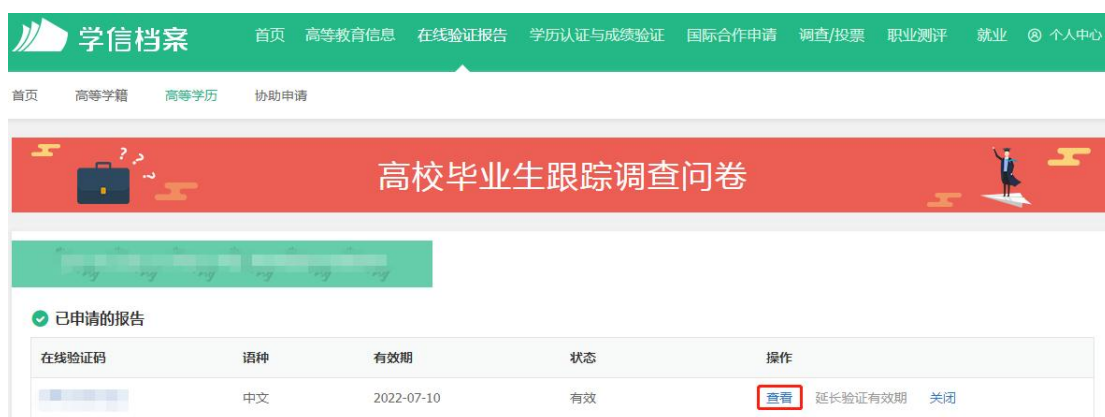 学信档案 首页 高等教育信息 在线验证报告 学历认证与成绩验证 国际合作申请 调查/投票 职业测评 就业 个人中心
首页 高等学籍 高等学历 协助申请
? ? ?
高校毕业生跟踪调查问卷
已申请的报告
在线验证码 语种 有效期 状态 操作
中文 2022-07-10 有效 查看 延长验证有效期 关闭